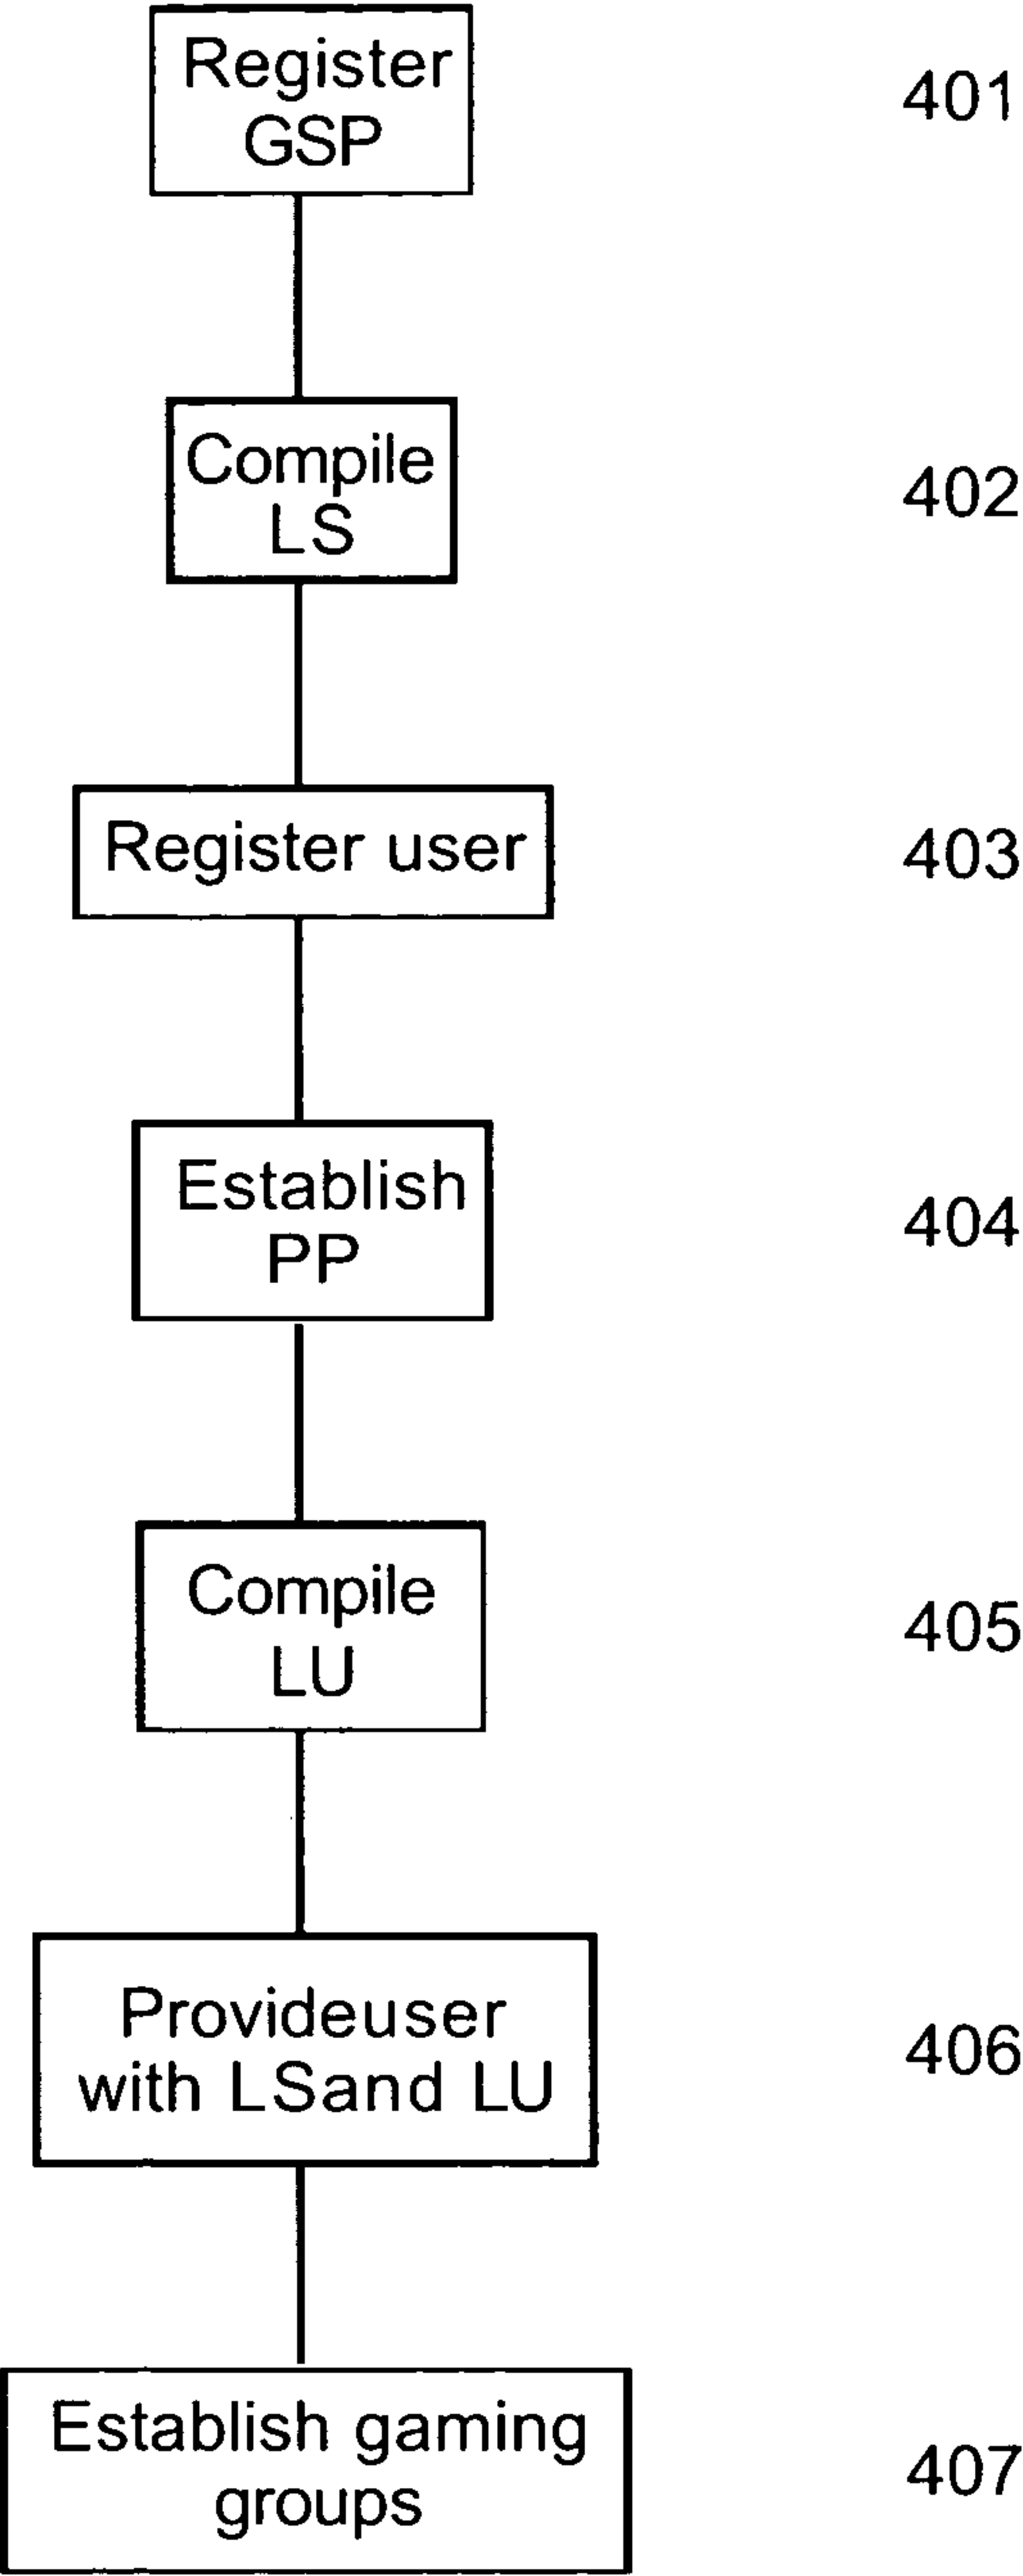 Register
GSP
401
Compile
LS
402
Register user
403
Establish
PP
404
Compile
LU
405
Provideuser
with LSand LU
406
Establish gaming
groups
407